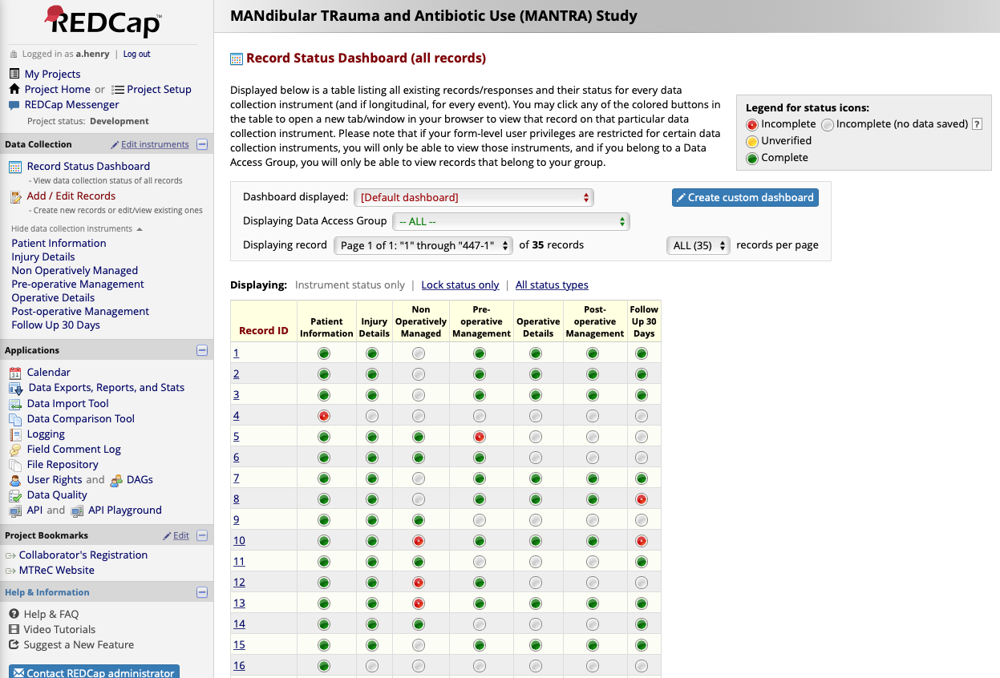 REDCap™
Logged in as a.henry | Log out
My Projects
Project Home or Project Setup
REDCap Messenger
Project status: Development
Data Collection Edit instruments
Record Status Dashboard
- View data collection status of all records
Add / Edit Records
- Create new records or edit/view existing ones
Hide data collection instruments
Patient Information
Injury Details
Non Operatively Managed
Pre-operative Management
Operative Details
Post-operative Management
Follow Up 30 Days
Applications
31 Calendar
Data Exports, Reports, and Stats
Data Import Tool
Data Comparison Tool
Logging
Field Comment Log
File Repository
User Rights and DAGs
Data Quality
API and API Playground
Project Bookmarks Edit
Collaborator's Registration
MTReC Website
Help & Information
Help & FAQ
Video Tutorials
Suggest a New Feature
Contact REDCap administrator
MANdibular TRauma and Antibiotic Use (MANTRA) Study
Record Status Dashboard (all records)
Displayed below is a table listing all existing records/responses and their status for every data
collection instrument (and if longitudinal, for every event). You may click any of the colored buttons in
the table to open a new tab/window in your browser to view that record on that particular data
collection instrument. Please note that if your form-level user privileges are restricted for certain data
collection instruments, you will only be able to view those instruments, and if you belong to a Data
Access Group, you will only be able to view records that belong to your group.
Legend for status icons:
Incomplete Incomplete (no data saved) ?
Unverified
Complete
Dashboard displayed: [Default dashboard] Create custom dashboard
Displaying Data Access Group -- ALL --
Displaying record Page 1 of 1: "1" through "447-1" of 35 records ALL (35) records per page
Displaying: Instrument status only | Lock status only | All status types
Record ID
Patient
Information
Injury
Details
Non
Operatively
Managed
Pre-
operative
Management
Operative
Details
Post-
operative
Management
Follow
Up 30
Days
1
2
3
4
5
6
7
8
9
10
11
12
13
14
15
16